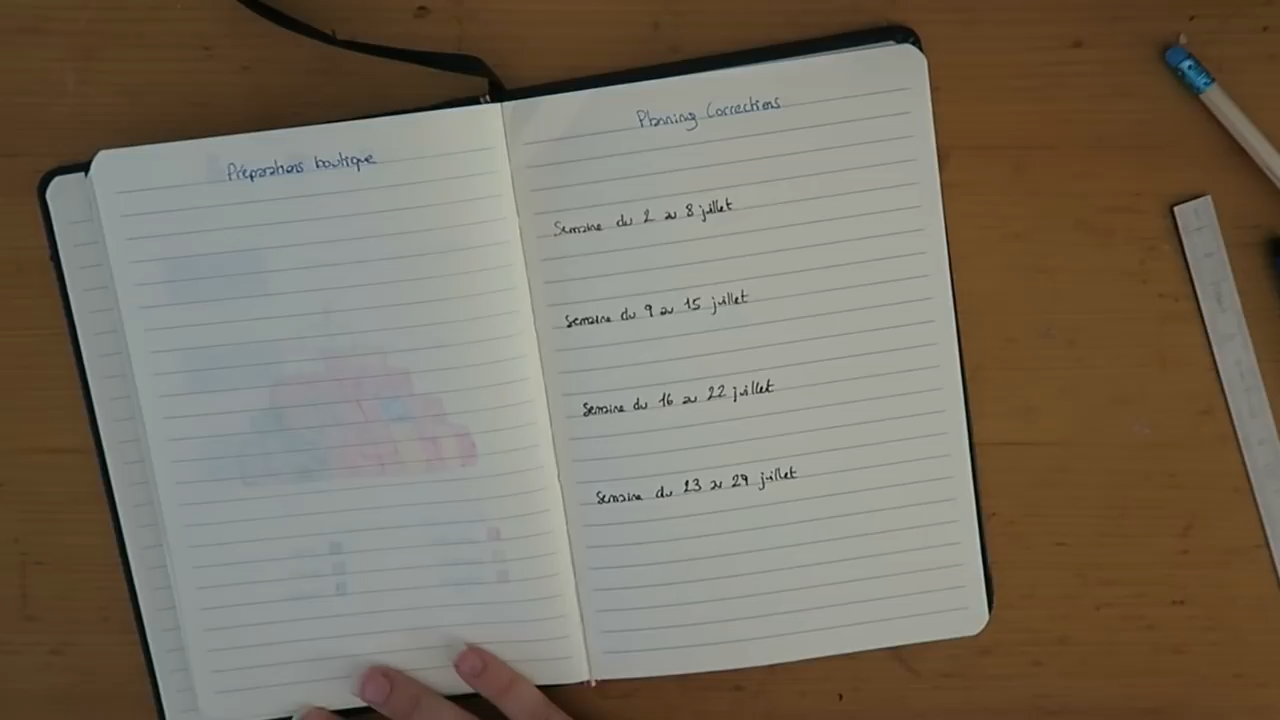 Préparations boutique
Planning Corrections
Semaine du 2 au 8 juillet
Semaine du 9 au 15 juillet
Semaine du 16 au 22 juillet
Semaine du 23 au 29 juillet